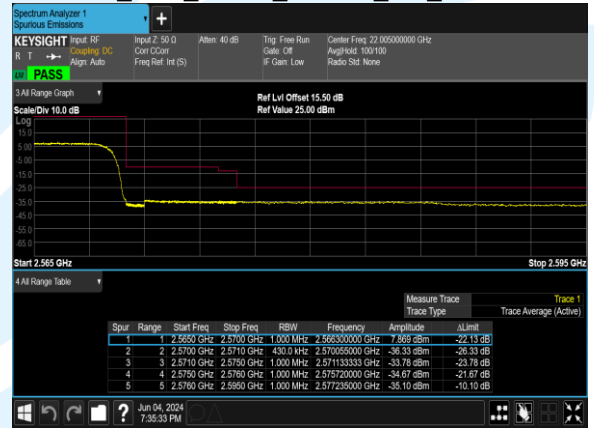 Spectrum Analyzer 1
Spurious Emissions
+
KEYSIGHT Input: RF Input Z: 50 Ω Atten: 40 dB Trig: Free Run Center Freq: 22.005000000 GHz
R T Coupling: DC Corr CCorr Gate: Off Avg|Hold: 100/100
Align: Auto Freq Ref: Int (S) IF Gain: Low Radio Std: None
PASS
3 All Range Graph
Ref Lvl Offset 15.50 dB
Scale/Div 10.0 dB Ref Value 25.00 dBm
Log
15.0
5.00
-5.00
-15.0
-25.0
-35.0
-45.0
-55.0
-65.0
Start 2.565 GHz Stop 2.595 GHz
4 All Range Table
Measure Trace Trace 1
Trace Type Trace Average (Active)
Spur Range Start Freq Stop Freq RBW Frequency Amplitude ΔLimit
1 1 2.5650 GHz 2.5700 GHz 1.000 MHz 2.566300000 GHz 7.869 dBm -22.13 dB
2 2 2.5700 GHz 2.5710 GHz 430.0 kHz 2.570055000 GHz -36.33 dBm -26.33 dB
3 3 2.5710 GHz 2.5750 GHz 1.000 MHz 2.571133333 GHz -33.78 dBm -23.78 dB
4 4 2.5750 GHz 2.5760 GHz 1.000 MHz 2.575720000 GHz -34.67 dBm -21.67 dB
5 5 2.5760 GHz 2.5950 GHz 1.000 MHz 2.577235000 GHz -35.10 dBm -10.10 dB
?
Jun 04, 2024
7:35:33 PM